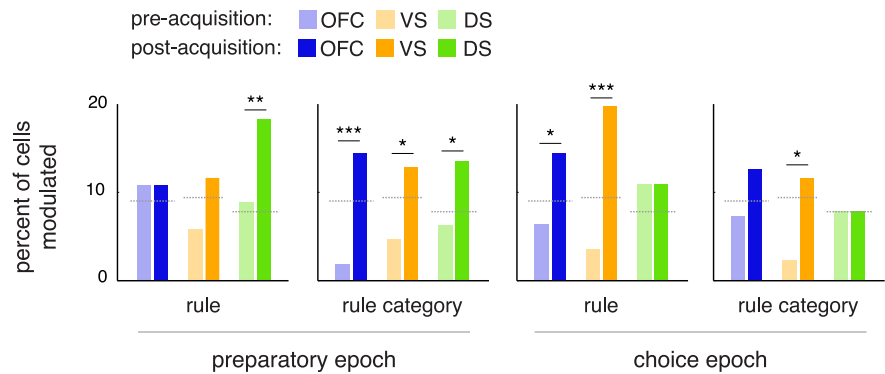 pre-acquisition: OFC VS DS
post-acquisition: OFC VS DS
percent of cells
modulated
20
10
0
** *** * * * *** *
rule rule category rule rule category
preparatory epoch choice epoch